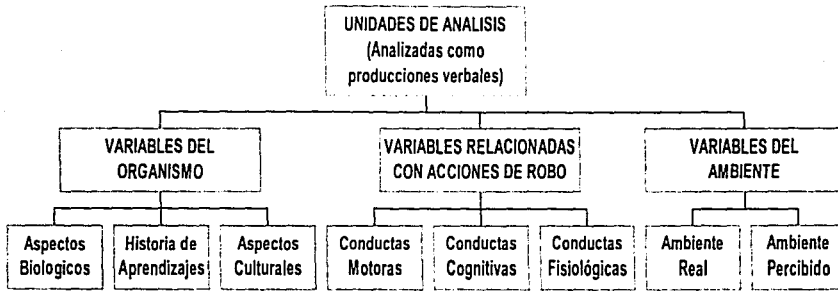 UNIDADES DE ANALISIS
(Analizadas como
producciones verbales)
VARIABLES DEL
ORGANISMO
VARIABLES RELACIONADAS
CON ACCIONES DE ROBO
VARIABLES DEL
AMBIENTE
Aspectos
Biologicos
Historia de
Aprendizajes
Aspectos
Culturales
Conductas
Motoras
Conductas
Cognitivas
Conductas
Fisiológicas
Ambiente
Real
Ambiente
Percibido